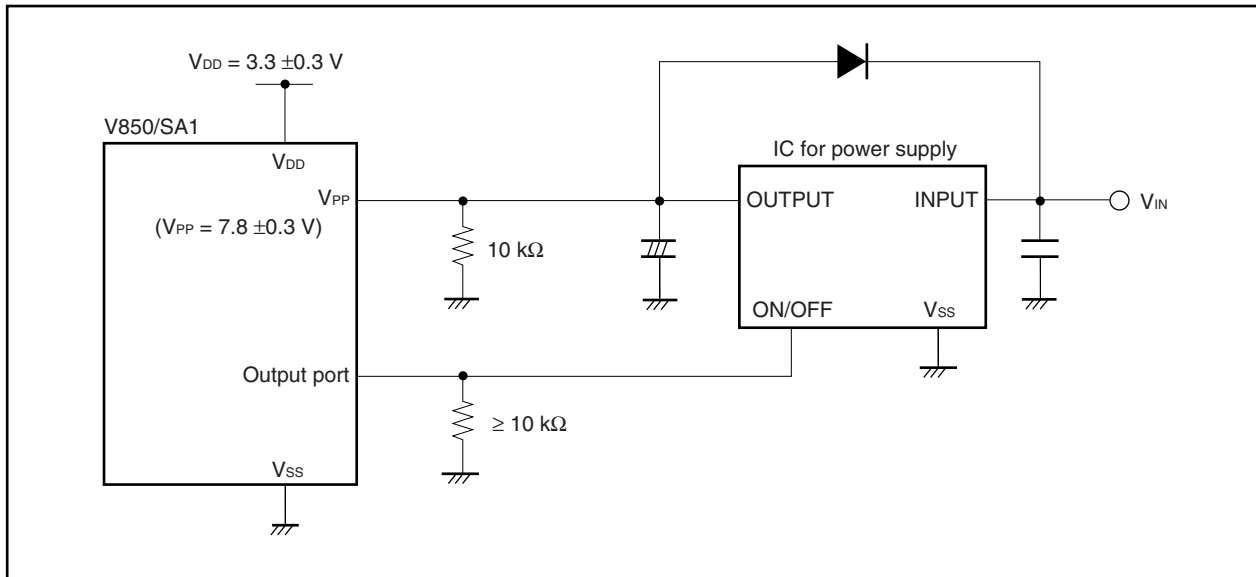 VDD = 3.3 ±0.3 V
V850/SA1
VDD
VPP
(VPP = 7.8 ±0.3 V)
10 kΩ
IC for power supply
OUTPUT
INPUT
VIN
ON/OFF
VSS
Output port
≥ 10 kΩ
VSS